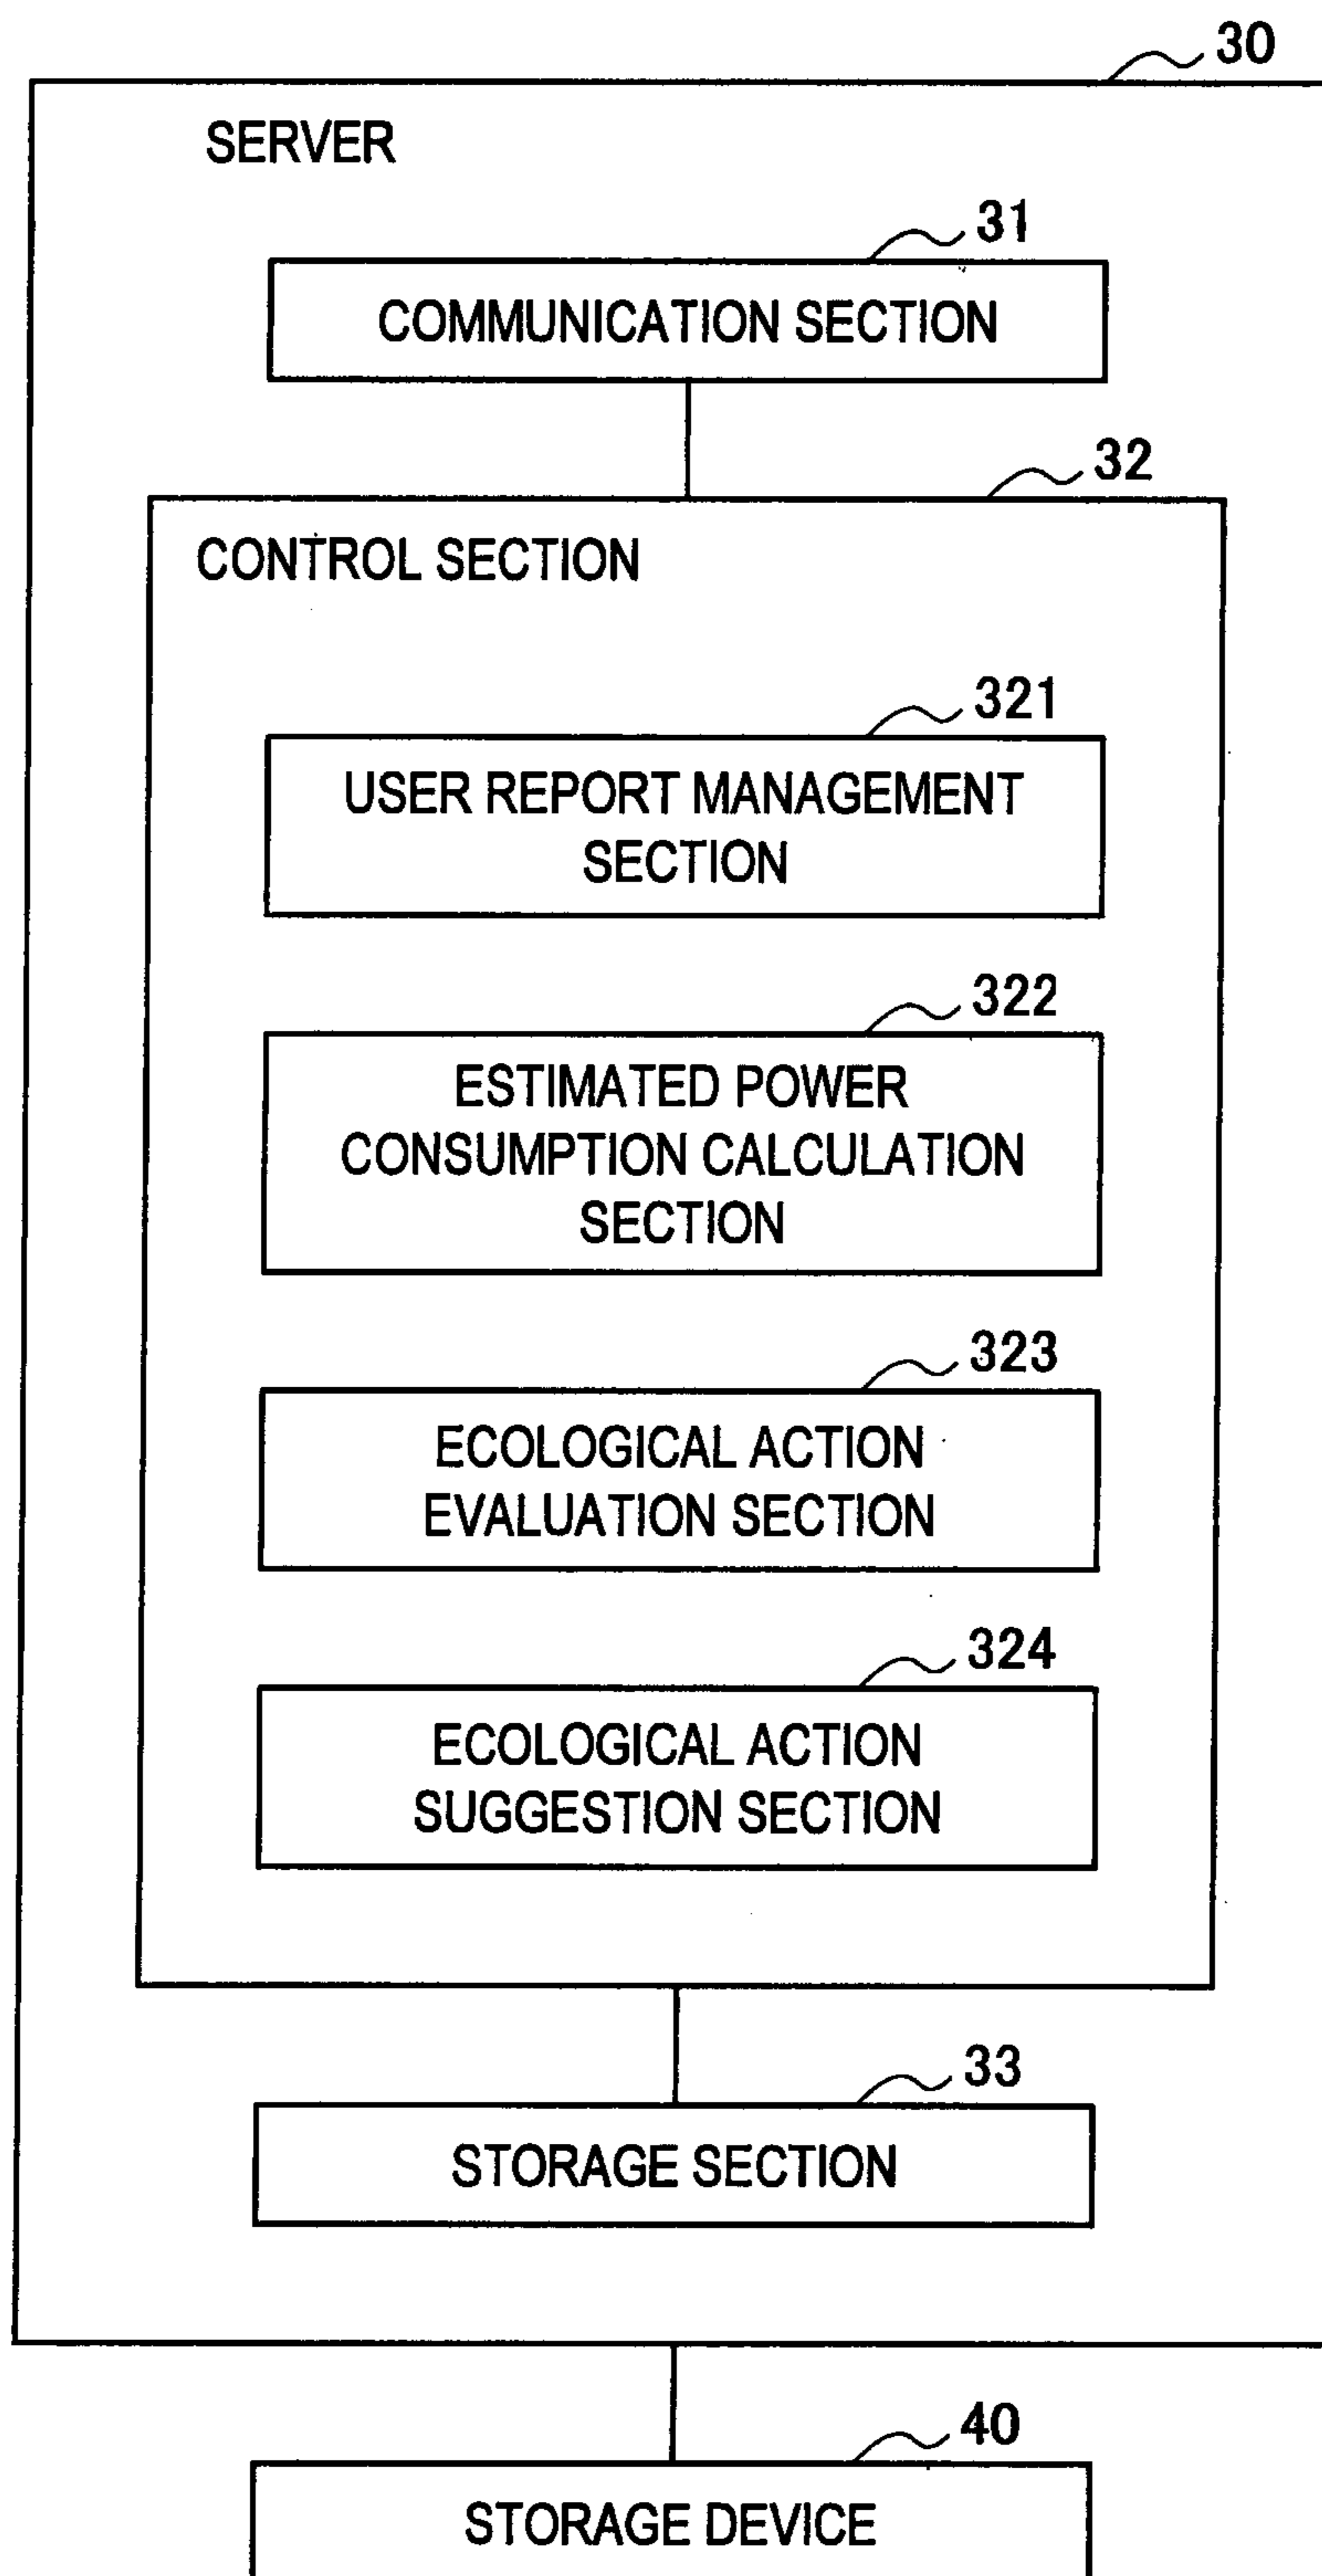 30
SERVER
31
COMMUNICATION SECTION
32
CONTROL SECTION
321
USER REPORT MANAGEMENT
SECTION
322
ESTIMATED POWER
CONSUMPTION CALCULATION
SECTION
323
ECOLOGICAL ACTION
EVALUATION SECTION
324
ECOLOGICAL ACTION
SUGGESTION SECTION
33
STORAGE SECTION
40
STORAGE DEVICE